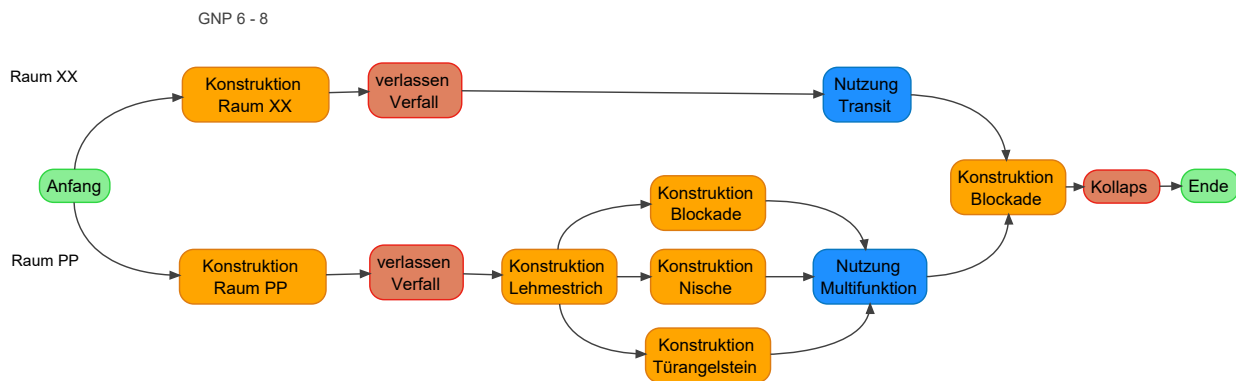 GNP 6 - 8
Raum XX
Konstruktion
Raum XX
verlassen
Verfall
Nutzung
Transit
Anfang
Konstruktion
Blockade
Konstruktion
Blockade
Kollaps
Ende
Raum PP
Konstruktion
Raum PP
verlassen
Verfall
Konstruktion
Lehmestrich
Konstruktion
Nische
Nutzung
Multifunktion
Konstruktion
Türangelstein